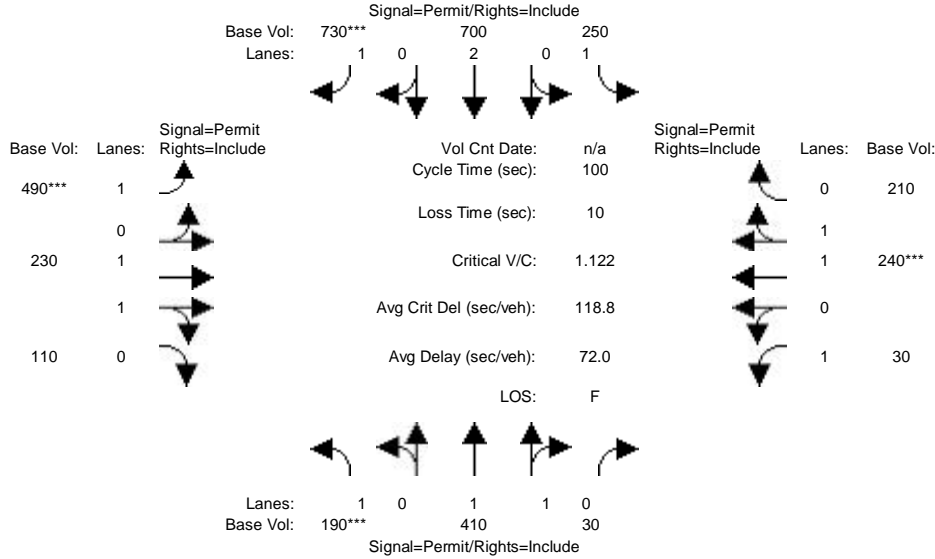 Signal=Permit/Rights=Include
Base Vol: 730*** 700 250
Lanes: 1 0 2 0 1
Signal=Permit
Base Vol: Lanes: Rights=Include
Vol Cnt Date: n/a
Signal=Permit
Rights=Include Lanes: Base Vol:
Cycle Time (sec): 100
490*** 1
0 210
Loss Time (sec): 10
0
1
230 1
Critical V/C: 1.122
1 240***
1
Avg Crit Del (sec/veh): 118.8
0
110 0
Avg Delay (sec/veh): 72.0
1 30
LOS: F
Lanes: 1 0 1 1 0
Base Vol: 190*** 410 30
Signal=Permit/Rights=Include